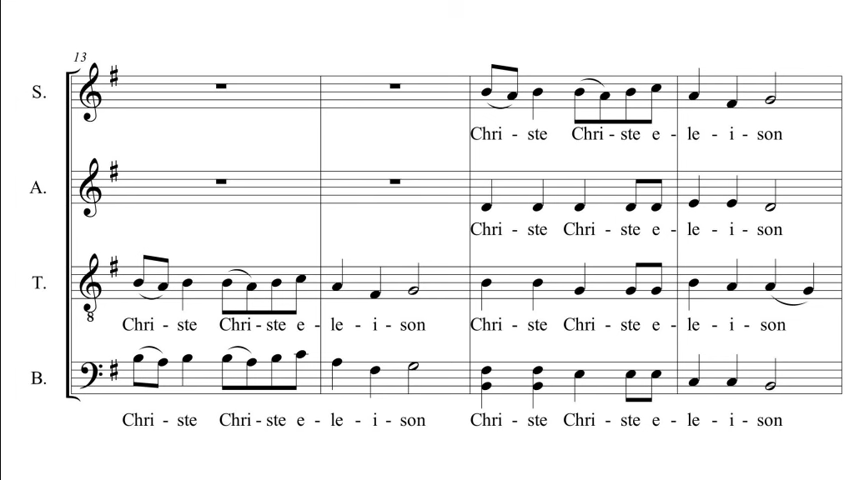 13
S.
Chri - ste Chri - ste e - le - i - son
A.
Chri - ste Chri - ste e - le - i - son
T.
8
Chri - ste Chri - ste e - le - i - son Chri - ste Chri - ste e - le - i - son
B.
Chri - ste Chri - ste e - le - i - son Chri - ste Chri - ste e - le - i - son